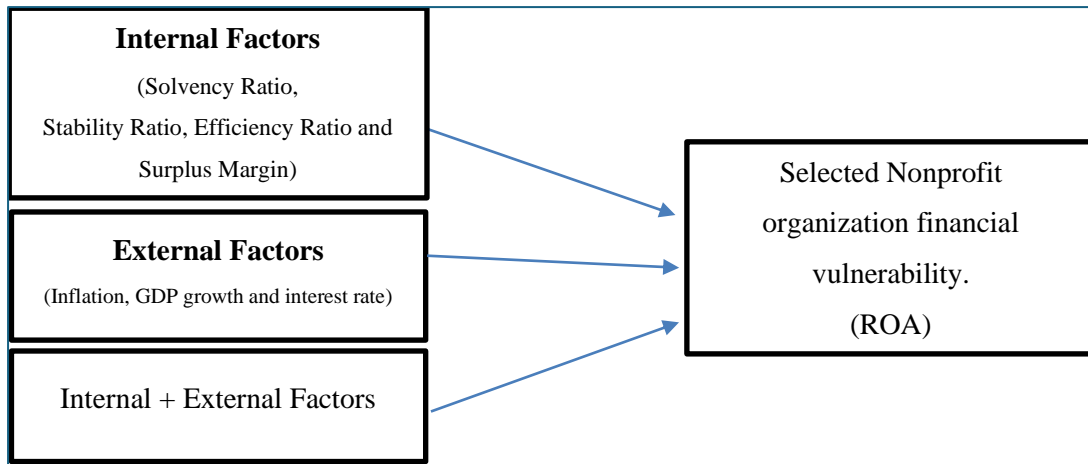 Internal Factors
(Solvency Ratio,
Stability Ratio, Efficiency Ratio and
Surplus Margin)
External Factors
(Inflation, GDP growth and interest rate)
Internal + External Factors
Selected Nonprofit
organization financial
vulnerability.
(ROA)